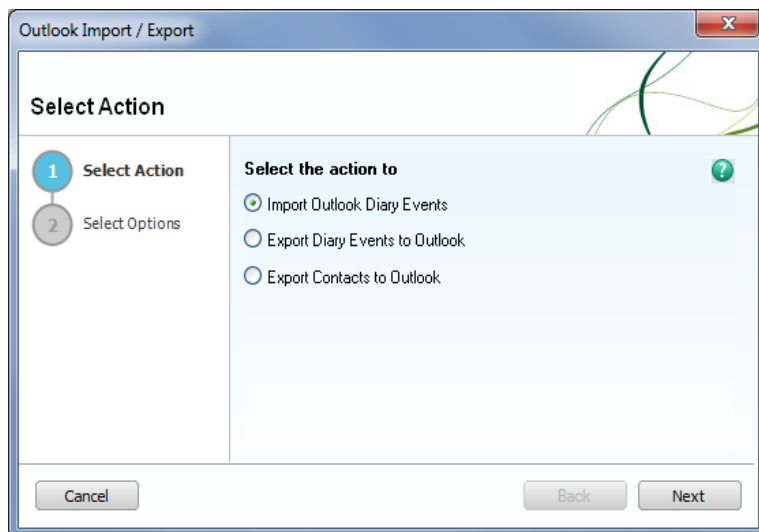 Outlook Import / Export
Select Action
1 Select Action
2 Select Options
Select the action to
Import Outlook Diary Events
Export Diary Events to Outlook
Export Contacts to Outlook
?
Cancel
Back
Next